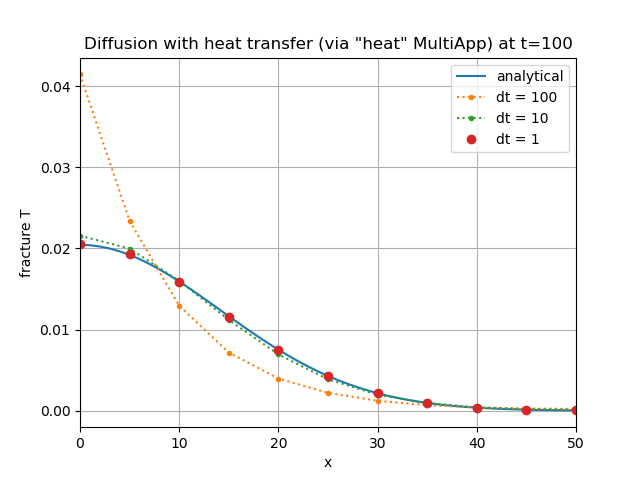 Diffusion with heat transfer (via "heat" MultiApp) at t=100
analytical
dt = 100
dt = 10
dt = 1
fracture T
0.04
0.03
0.02
0.01
0.00
0 10 20 30 40 50
x